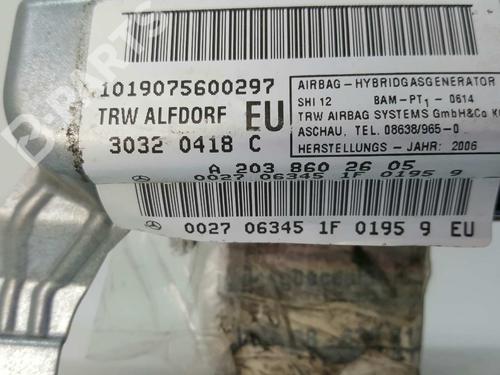 B-PARTS
1019075600297
TRW ALFDORF EU
30320418 C
AIRBAG - HYBRIDGASGENERATOR
SHI 12 BAM-PT1 - 0614
TRW AIRBAG SYSTEMS GmbH&Co K
ASCHAU, TEL. 08638/965-0
HERSTELLUNGS - JAHR: 2006
A 203 860 26 05
0027 06345 1F 0195 9
0027 06345 1F 0195 9 EU